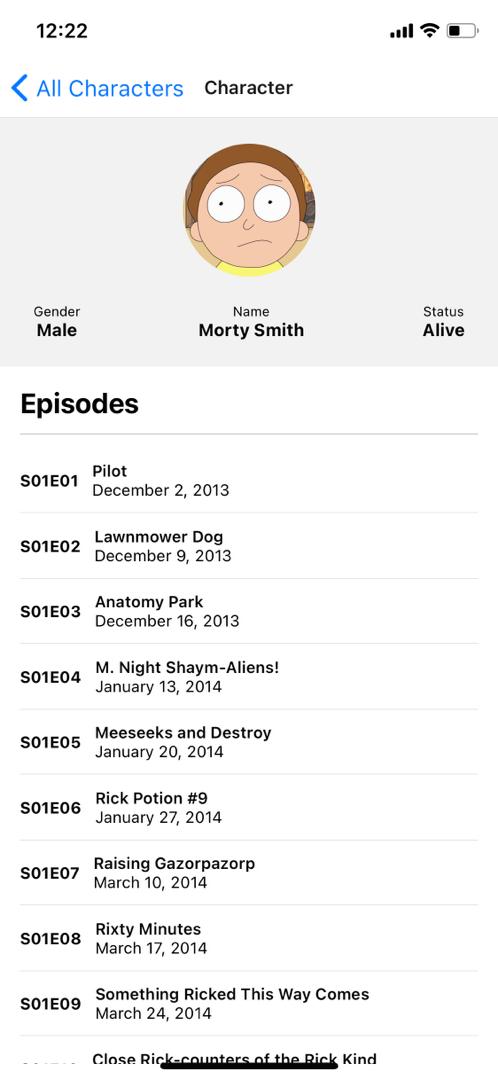 12:22
All Characters Character
Gender Name Status
Male Morty Smith Alive
Episodes
S01E01 Pilot
December 2, 2013
S01E02 Lawnmower Dog
December 9, 2013
S01E03 Anatomy Park
December 16, 2013
S01E04 M. Night Shaym-Aliens!
January 13, 2014
S01E05 Meeseeks and Destroy
January 20, 2014
S01E06 Rick Potion #9
January 27, 2014
S01E07 Raising Gazorpazorp
March 10, 2014
S01E08 Rixty Minutes
March 17, 2014
S01E09 Something Ricked This Way Comes
March 24, 2014
Close Rick-counters of the Rick Kind